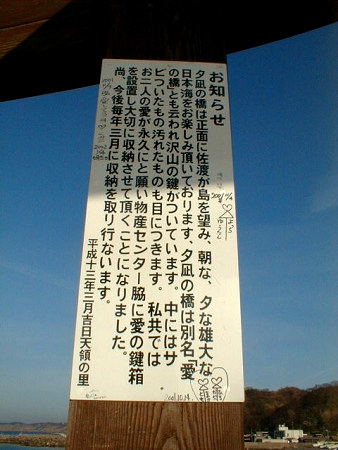 お知らせ
夕凪の橋は正面に佐渡が島を望み、朝な、夕な雄大な
日本海をお楽しみ頂いております、夕凪の橋は別名「愛
の橋」とも云われ沢山の鍵がついています。中にはサ
ビついたもの汚れたものも目につきます。私共では
お二人の愛が永久にと願い物産センター脇に愛の鍵箱
を設置し大切に収納させて頂くことになりました。
尚、今後毎年三月に収納を取り行ないます。
平成十三年三月吉日天領の里
2001.10.14